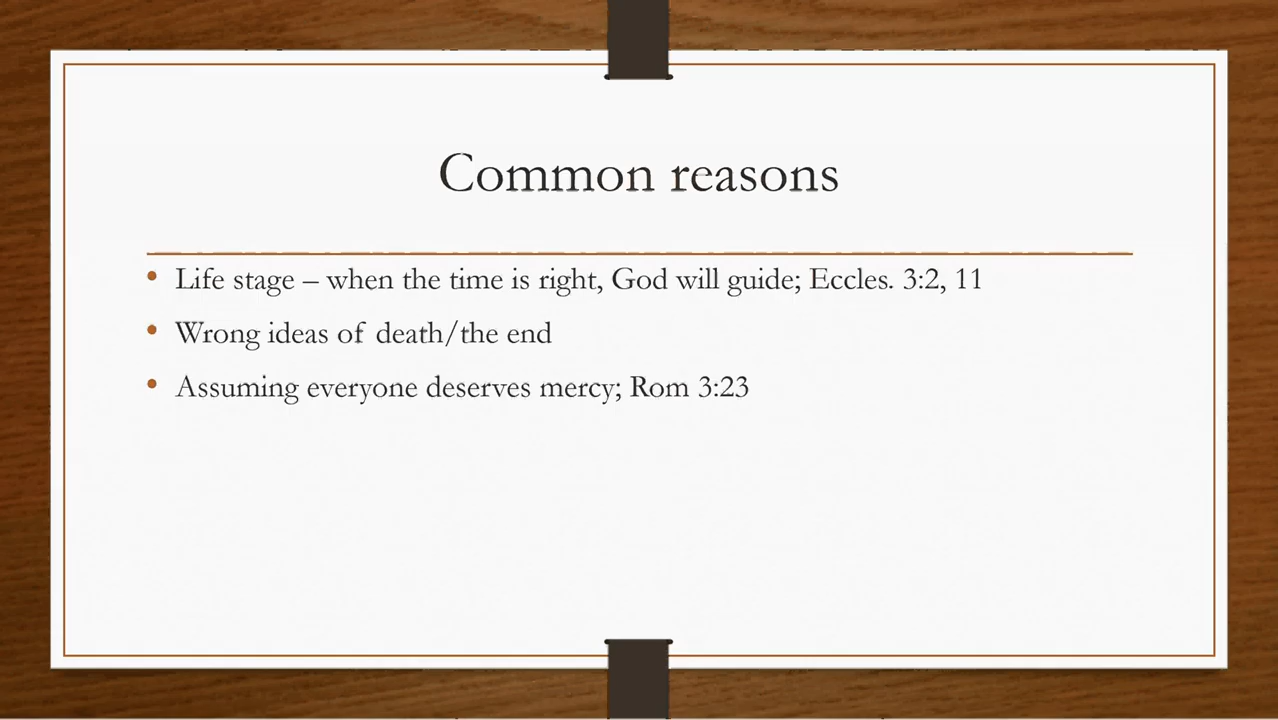 Common reasons
• Life stage – when the time is right, God will guide; Eccles. 3:2, 11
• Wrong ideas of death/the end
• Assuming everyone deserves mercy; Rom 3:23